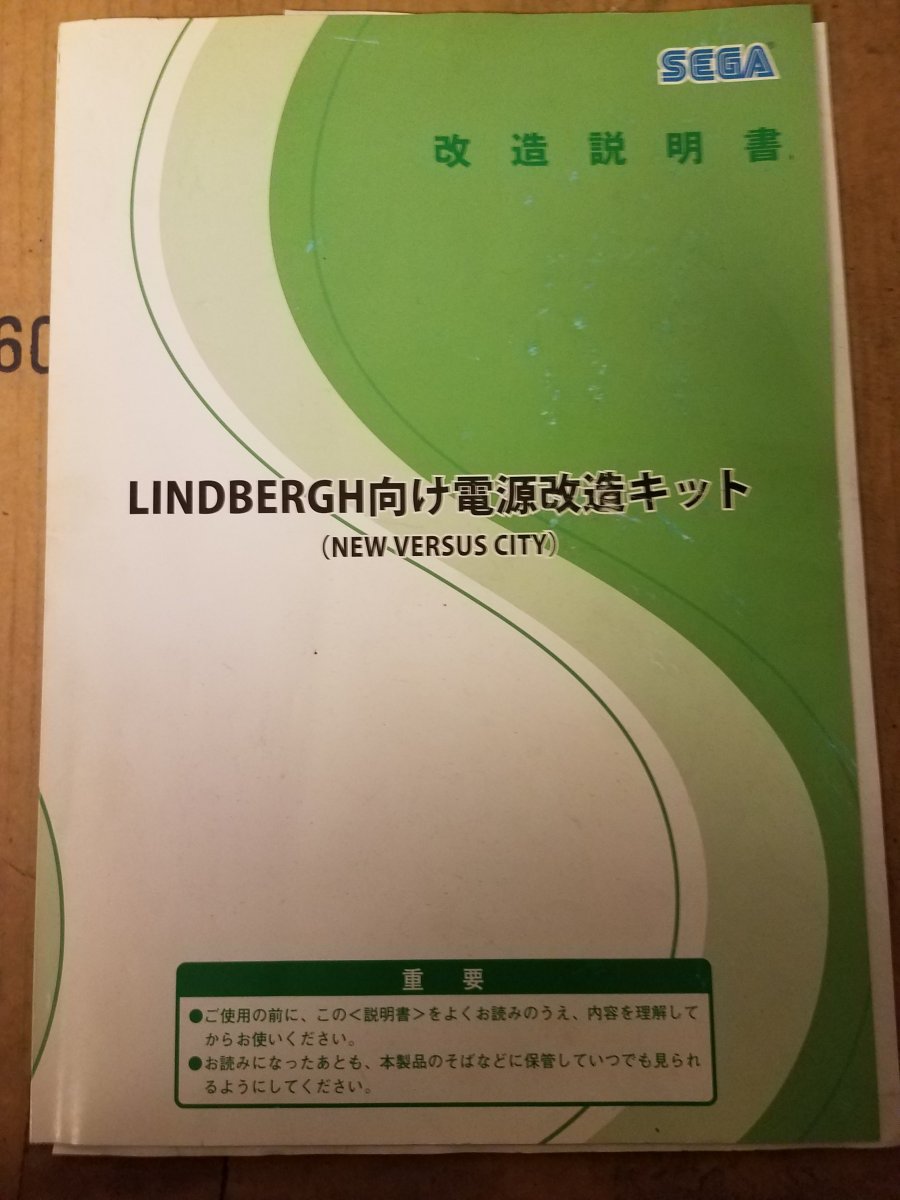 SEGA
改造説明書
60
LINDBERGH向け電源改造キット
（NEW VERSUS CITY）
重要
●ご使用の前に、この<説明書>をよくお読みのうえ、内容を理解して
からお使いください。
●お読みになったあとも、本製品のそばなどに保管していつでも見られ
るようにしてください。